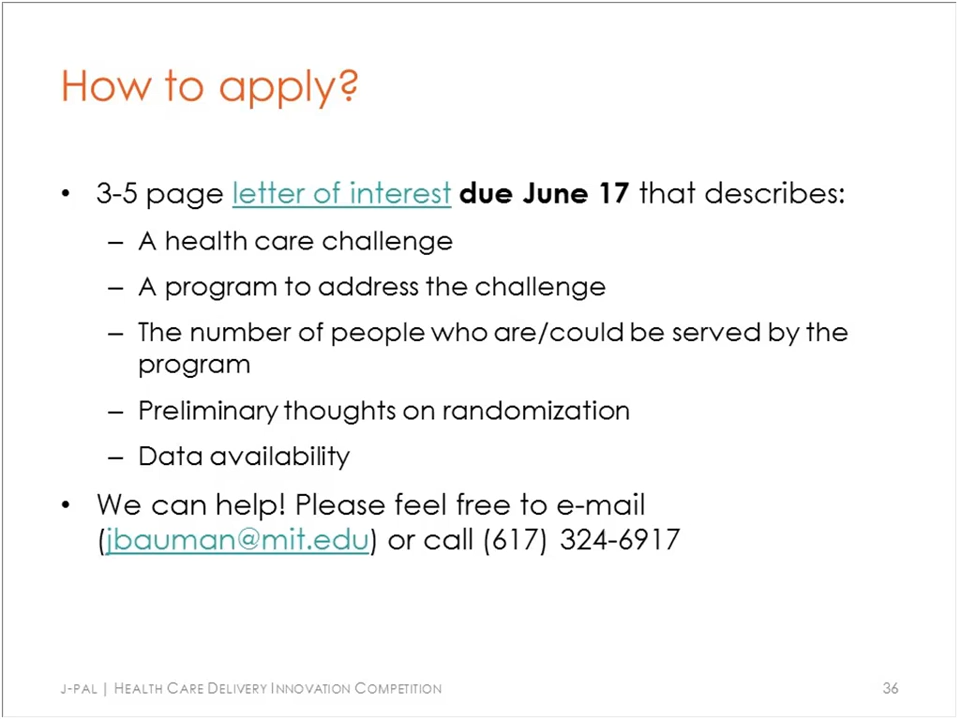 How to apply?
• 3-5 page letter of interest due June 17 that describes:
– A health care challenge
– A program to address the challenge
– The number of people who are/could be served by the
program
– Preliminary thoughts on randomization
– Data availability
• We can help! Please feel free to e-mail
(jbauman@mit.edu) or call (617) 324-6917
J-PAL | HEALTH CARE DELIVERY INNOVATION COMPETITION
36